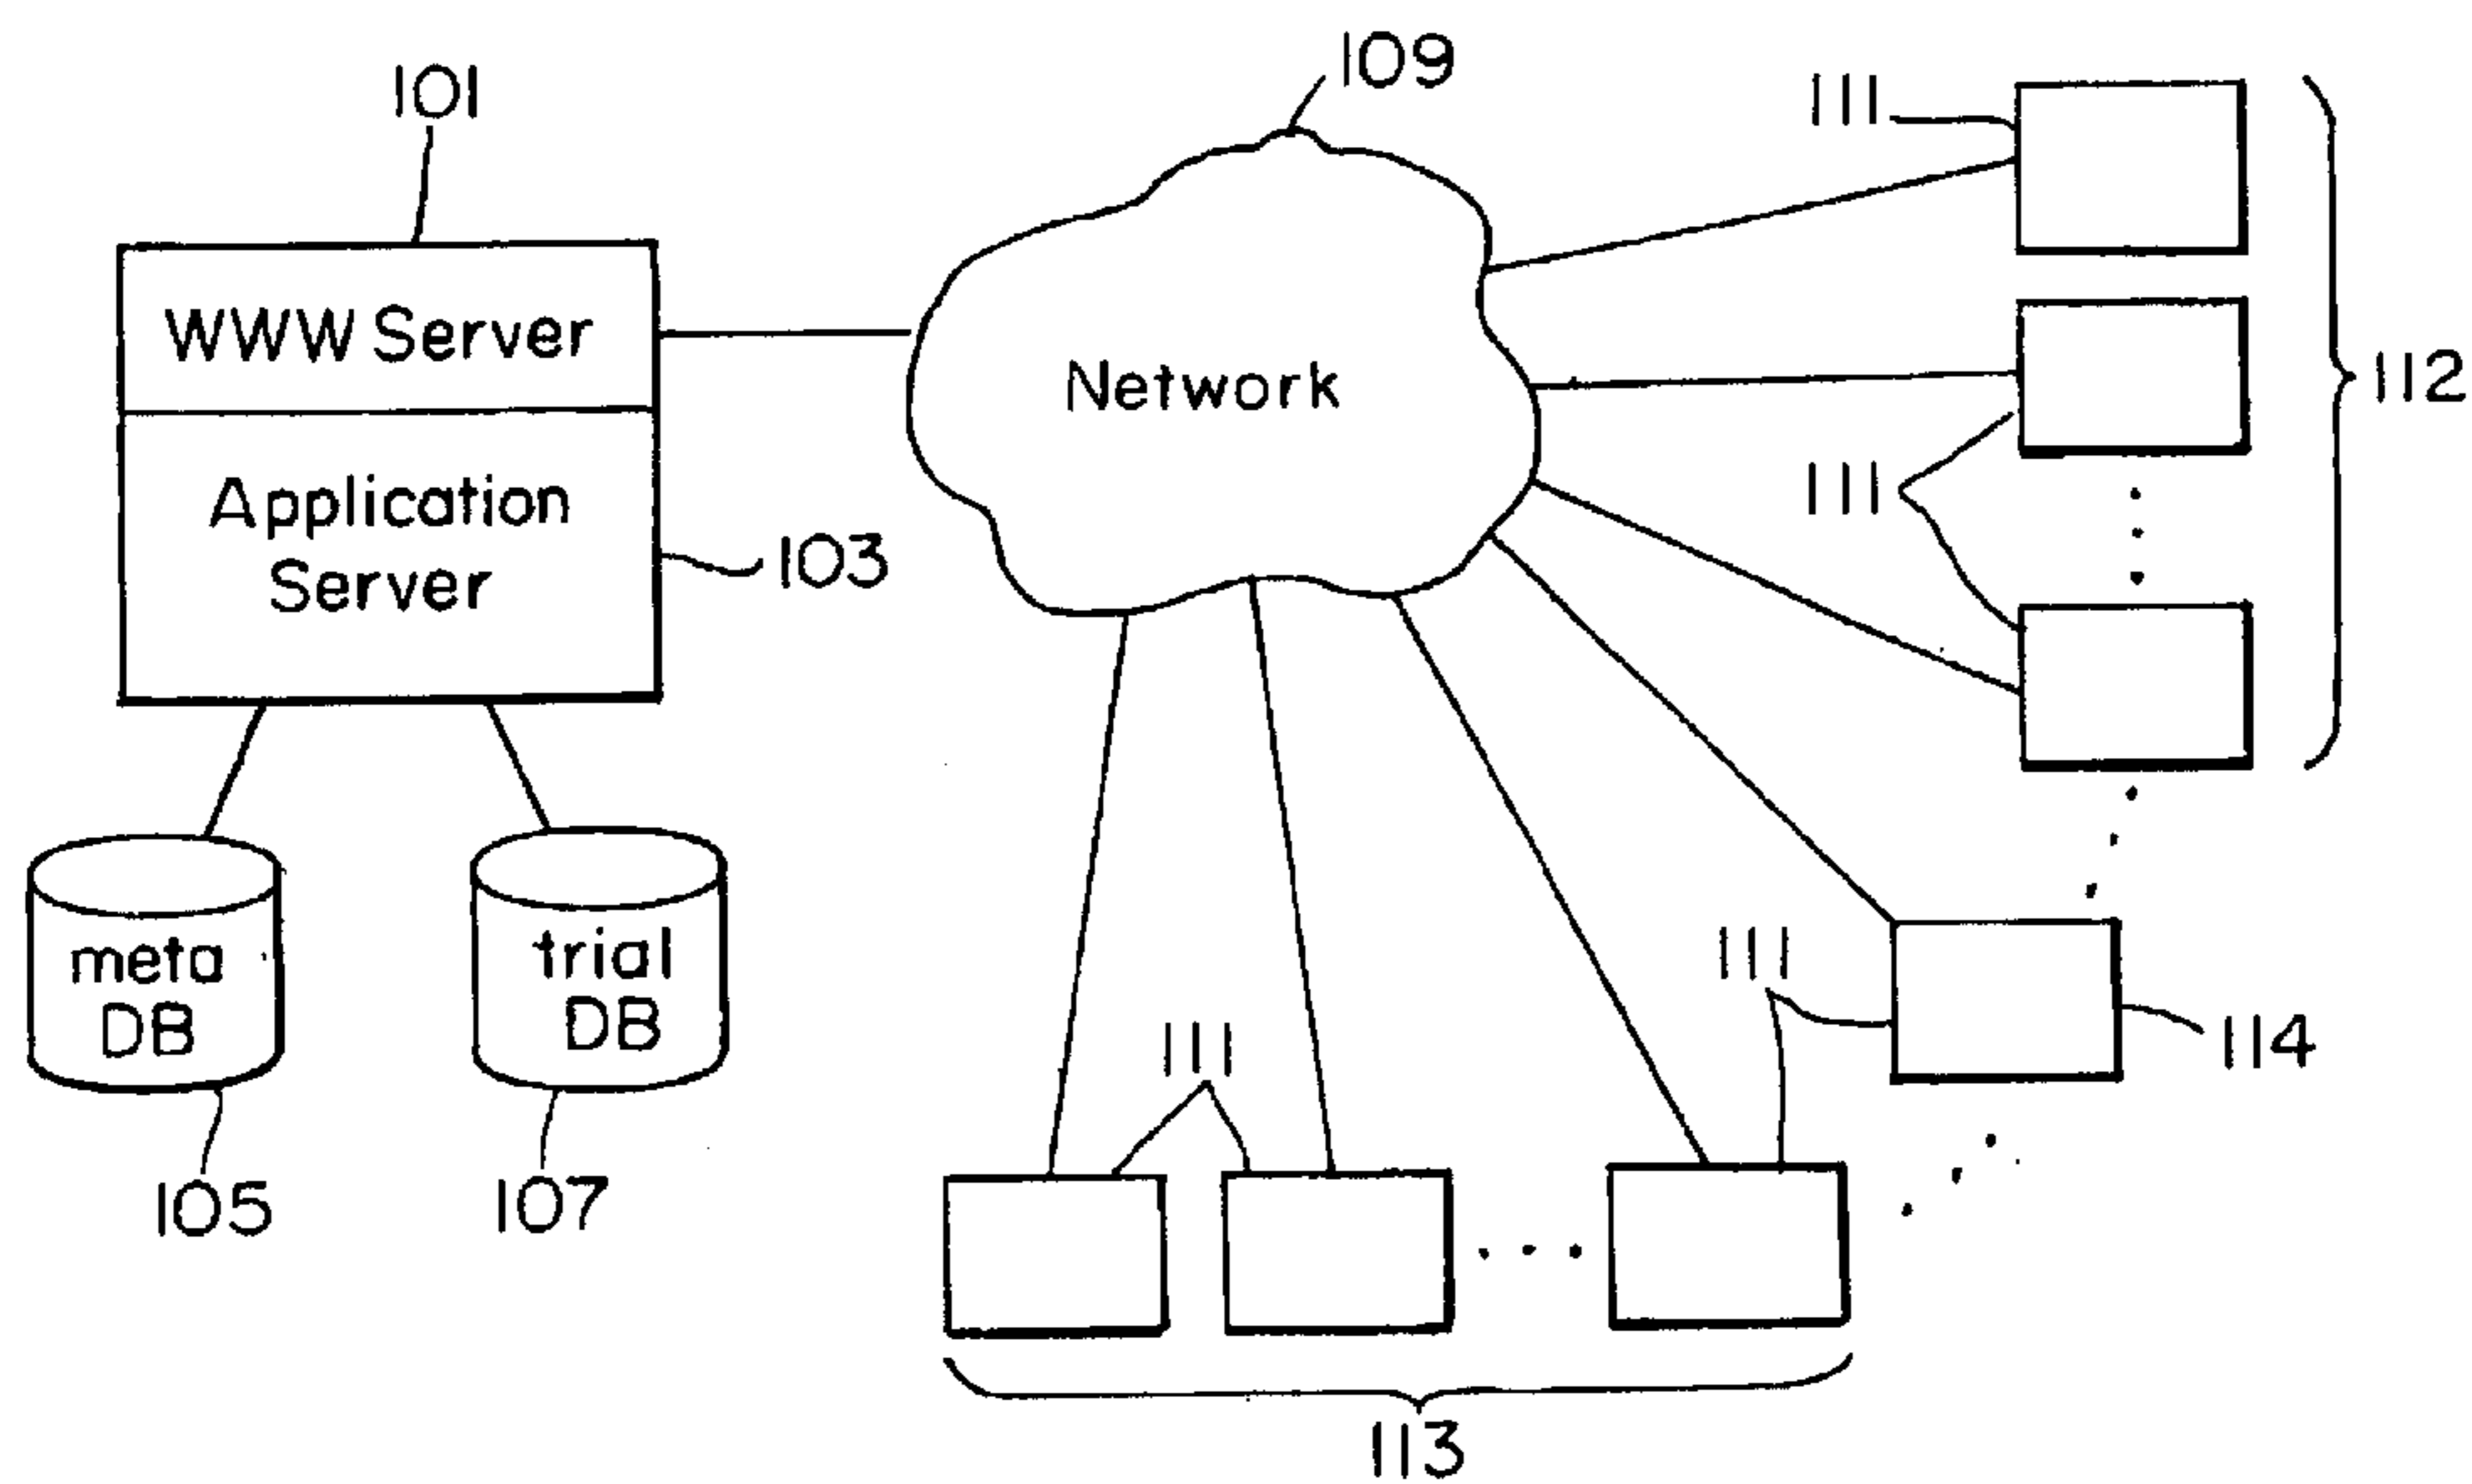 101
109
111
WWW Server
Network
112
Application
Server
103
111
meta
DB
trial
DB
111
111
114
105
107
113